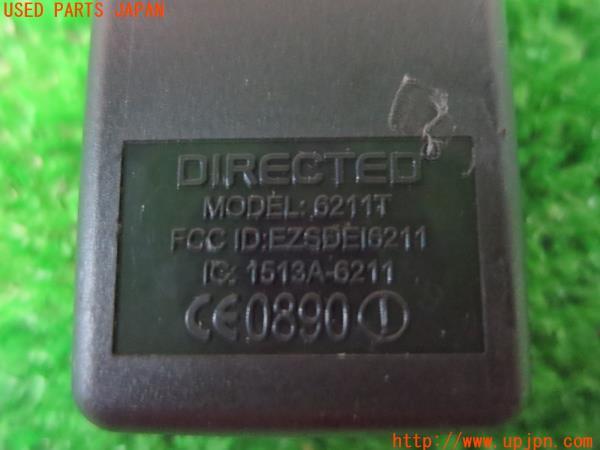 USED PARTS JAPAN
DIRECTED®
MODEL: 6211T
FCC ID:EZSDEI6211
IC: 1513A-6211
CE0890
http://www.upjpn.com/